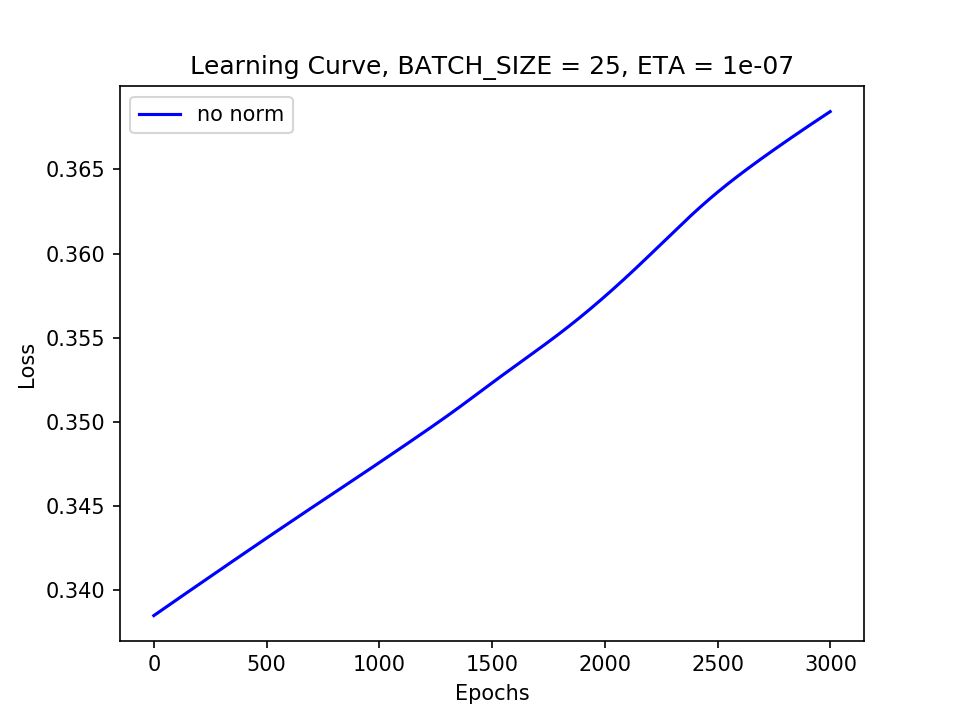 Learning Curve, BATCH_SIZE = 25, ETA = 1e-07
no norm
0.365
0.360
0.355
0.350
0.345
0.340
Loss
0 500 1000 1500 2000 2500 3000
Epochs